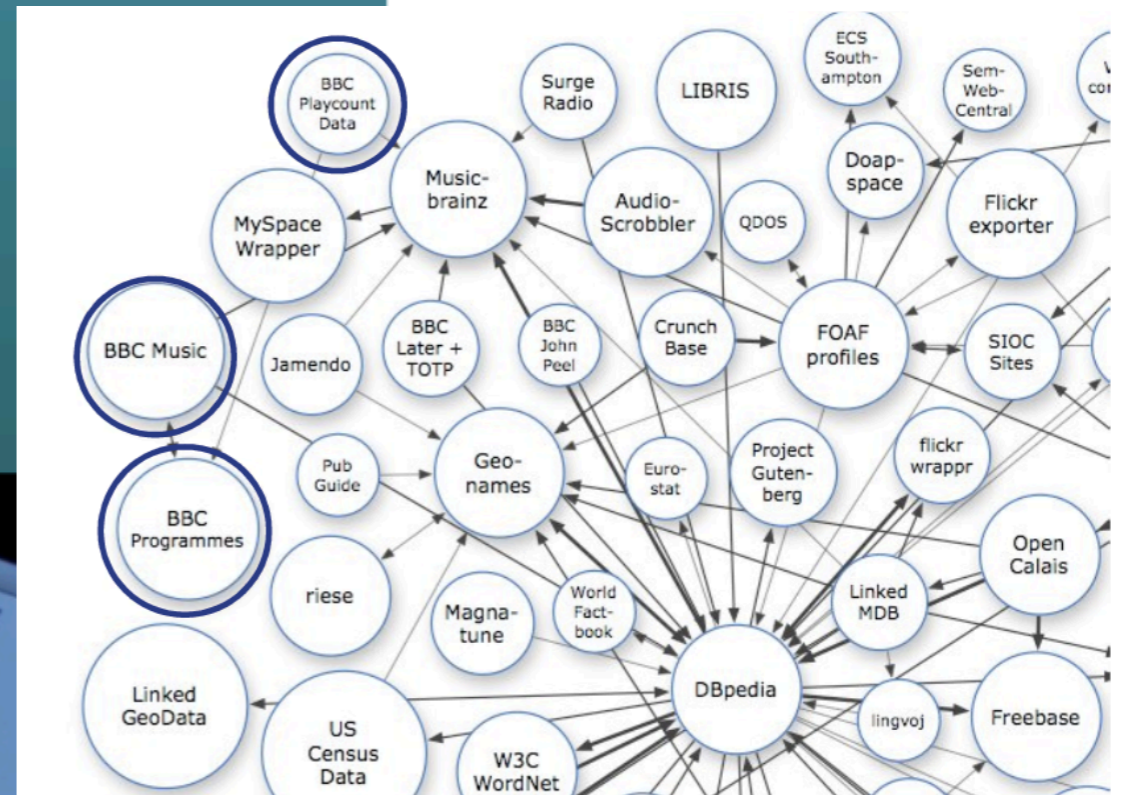 BBC
Playcount
Data
Surge
Radio
LIBRIS
ECS
South-
ampton
Sem-
Web-
Central
Music-
brainz
Doap-
space
MySpace
Wrapper
Audio-
Scrobbler
QDOS
Flickr
exporter
BBC Music
Jamendo
BBC
Later +
TOTP
BBC
John
Peel
Crunch
Base
FOAF
profiles
SIOC
Sites
BBC
Programmes
Pub
Guide
Geo-
names
Euro-
stat
Project
Guten-
berg
flickr
wrappr
riese
Magna-
tune
World
Fact-
book
Linked
MDB
Open
Calais
Linked
GeoData
US
Census
Data
W3C
WordNet
DBpedia
lingvoj
Freebase